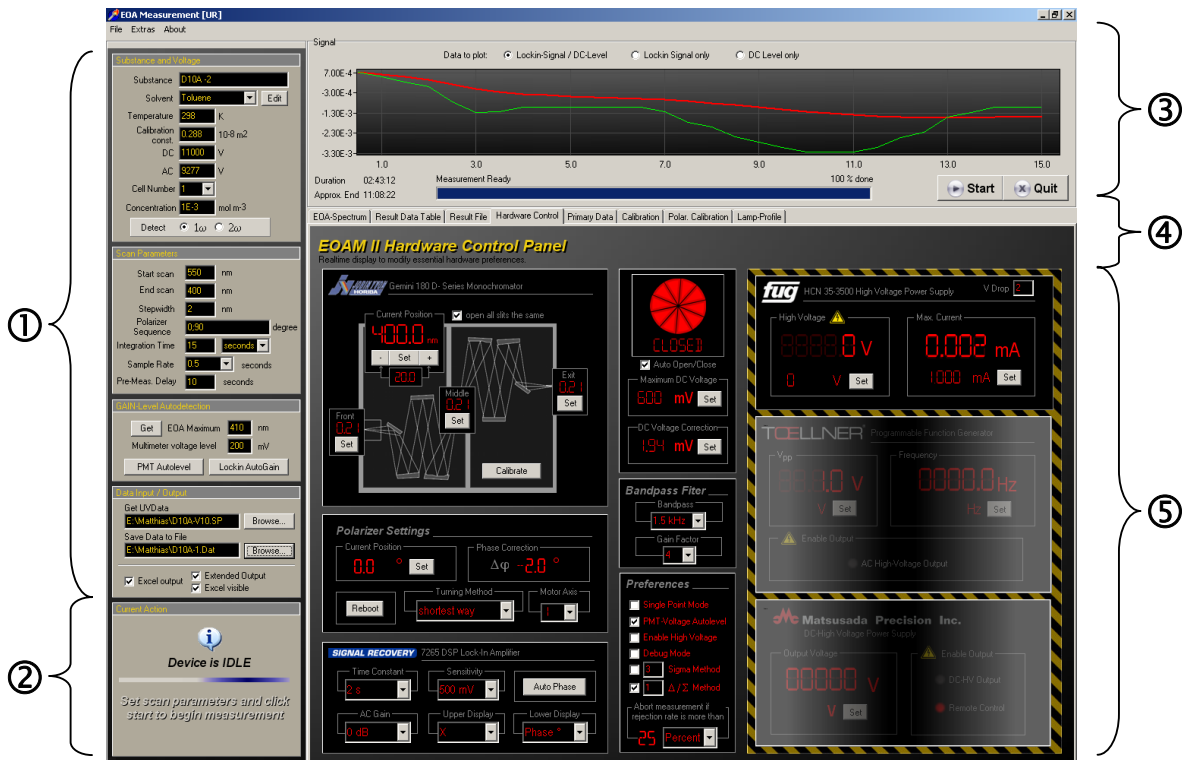 EOA Measurement [UR]
File Extras About
①
Substance and Voltage
Substance D10A -2
Solvent Toluene Edit
Temperature 298 K
Calibration const. 0.288 10-8 m2
DC 11000 V
AC 9277 V
Cell Number 1
Concentration 1E-3 mol m-3
Detect 1ω 2ω
Scan Parameters
Start scan 550 nm
End scan 400 nm
Stepwidth 2 nm
Polarizer Sequence 0;90 degree
Integration Time 15 seconds
Sample Rate 0.5 seconds
Pre-Meas. Delay 10 seconds
GAIN-Level Autodetection
Get EOA Maximum 410 nm
Multimeter voltage level 200 mV
PMT Autolevel Lockin AutoGain
Data Input / Output
Get UVData
E:\Matthias\D10A-V10.SP Browse...
Save Data to File
E:\Matthias\D10A-1.Dat Browse...
Excel output Extended Output
Excel visible
②
Current Action
Device is IDLE
Set scan parameters and click
start to begin measurement
③
Signal
Data to plot: Lockin-Signal / DC-Level Lockin Signal only DC Level only
7.00E-4
-3.00E-4
-1.30E-3
-2.30E-3
-3.30E-3
1.0 3.0 5.0 7.0 9.0 11.0 13.0 15.0
Duration 02:43:12 Measurement Ready 100 % done
Approx. End 11:08:22
Start Quit
④
EOA-Spectrum Result Data Table Result File Hardware Control Primary Data Calibration Polar. Calibration Lamp-Profile
⑤
EOAM II Hardware Control Panel
Realtime display to modify essential hardware preferences.
HORIBA Gemini 180 D- Series Monochromator
Current Position open all slits the same
400.0 nm
- Set +
20.0
Front
0.21
Set
Middle
0.21
Set
Exit
0.21
Set
Calibrate
CLOSED
Auto Open/Close
Maximum DC Voltage
600 mV Set
DC Voltage Correction
1.94 mV Set
Polarizer Settings
Current Position
0.0 ° Set
Phase Correction
Δφ -2.0 °
Reboot
Turning Method
shortest way
Motor Axis
1
SIGNAL RECOVERY 7265 DSP Lock-In Amplifier
Time Constant Sensitivity
2 s 500 mV Auto Phase
AC Gain Upper Display Lower Display
0 dB X Phase °
Bandpass Fiter
Bandpass
1.5 kHz
Gain Factor
4
Preferences
Single Point Mode
PMT-Voltage Autolevel
Enable High Voltage
Debug Mode
3 Sigma Method
1 Δ/Σ Method
Abort measurement if
rejection rate is more than
25 Percent
fug HCN 35-3500 High Voltage Power Supply V Drop 2
High Voltage Max. Current
0 V 0.002 mA
0 V Set 1.000 mA Set
TOELLNER Programmable Function Generator
Vpp Frequency
0000.0 Hz
V Set Hz Set
Enable Output
AC High-Voltage Output
Matsusada Precision Inc.
DC-High Voltage Power Supply
Output Voltage Enable Output
00000 V DC-HV Output
V Set Remote Control